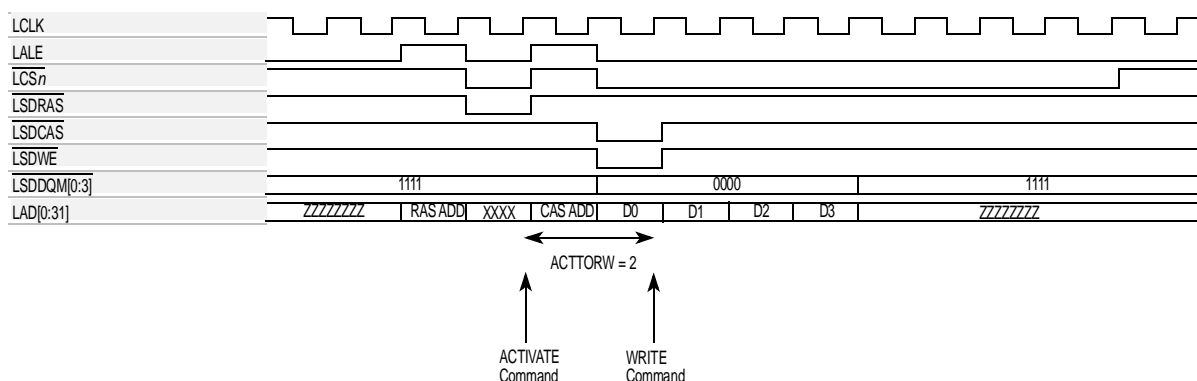 LCLK
LALE
LCSn
LSDRAS
LSDCAS
LSDWE
LSDDQM[0:3] 1111 0000 1111
LAD[0:31] ZZZZZZZZ RAS ADD XXXX CAS ADD D0 D1 D2 D3 ZZZZZZZZ
ACTTORW = 2
ACTIVATE WRITE
Command Command